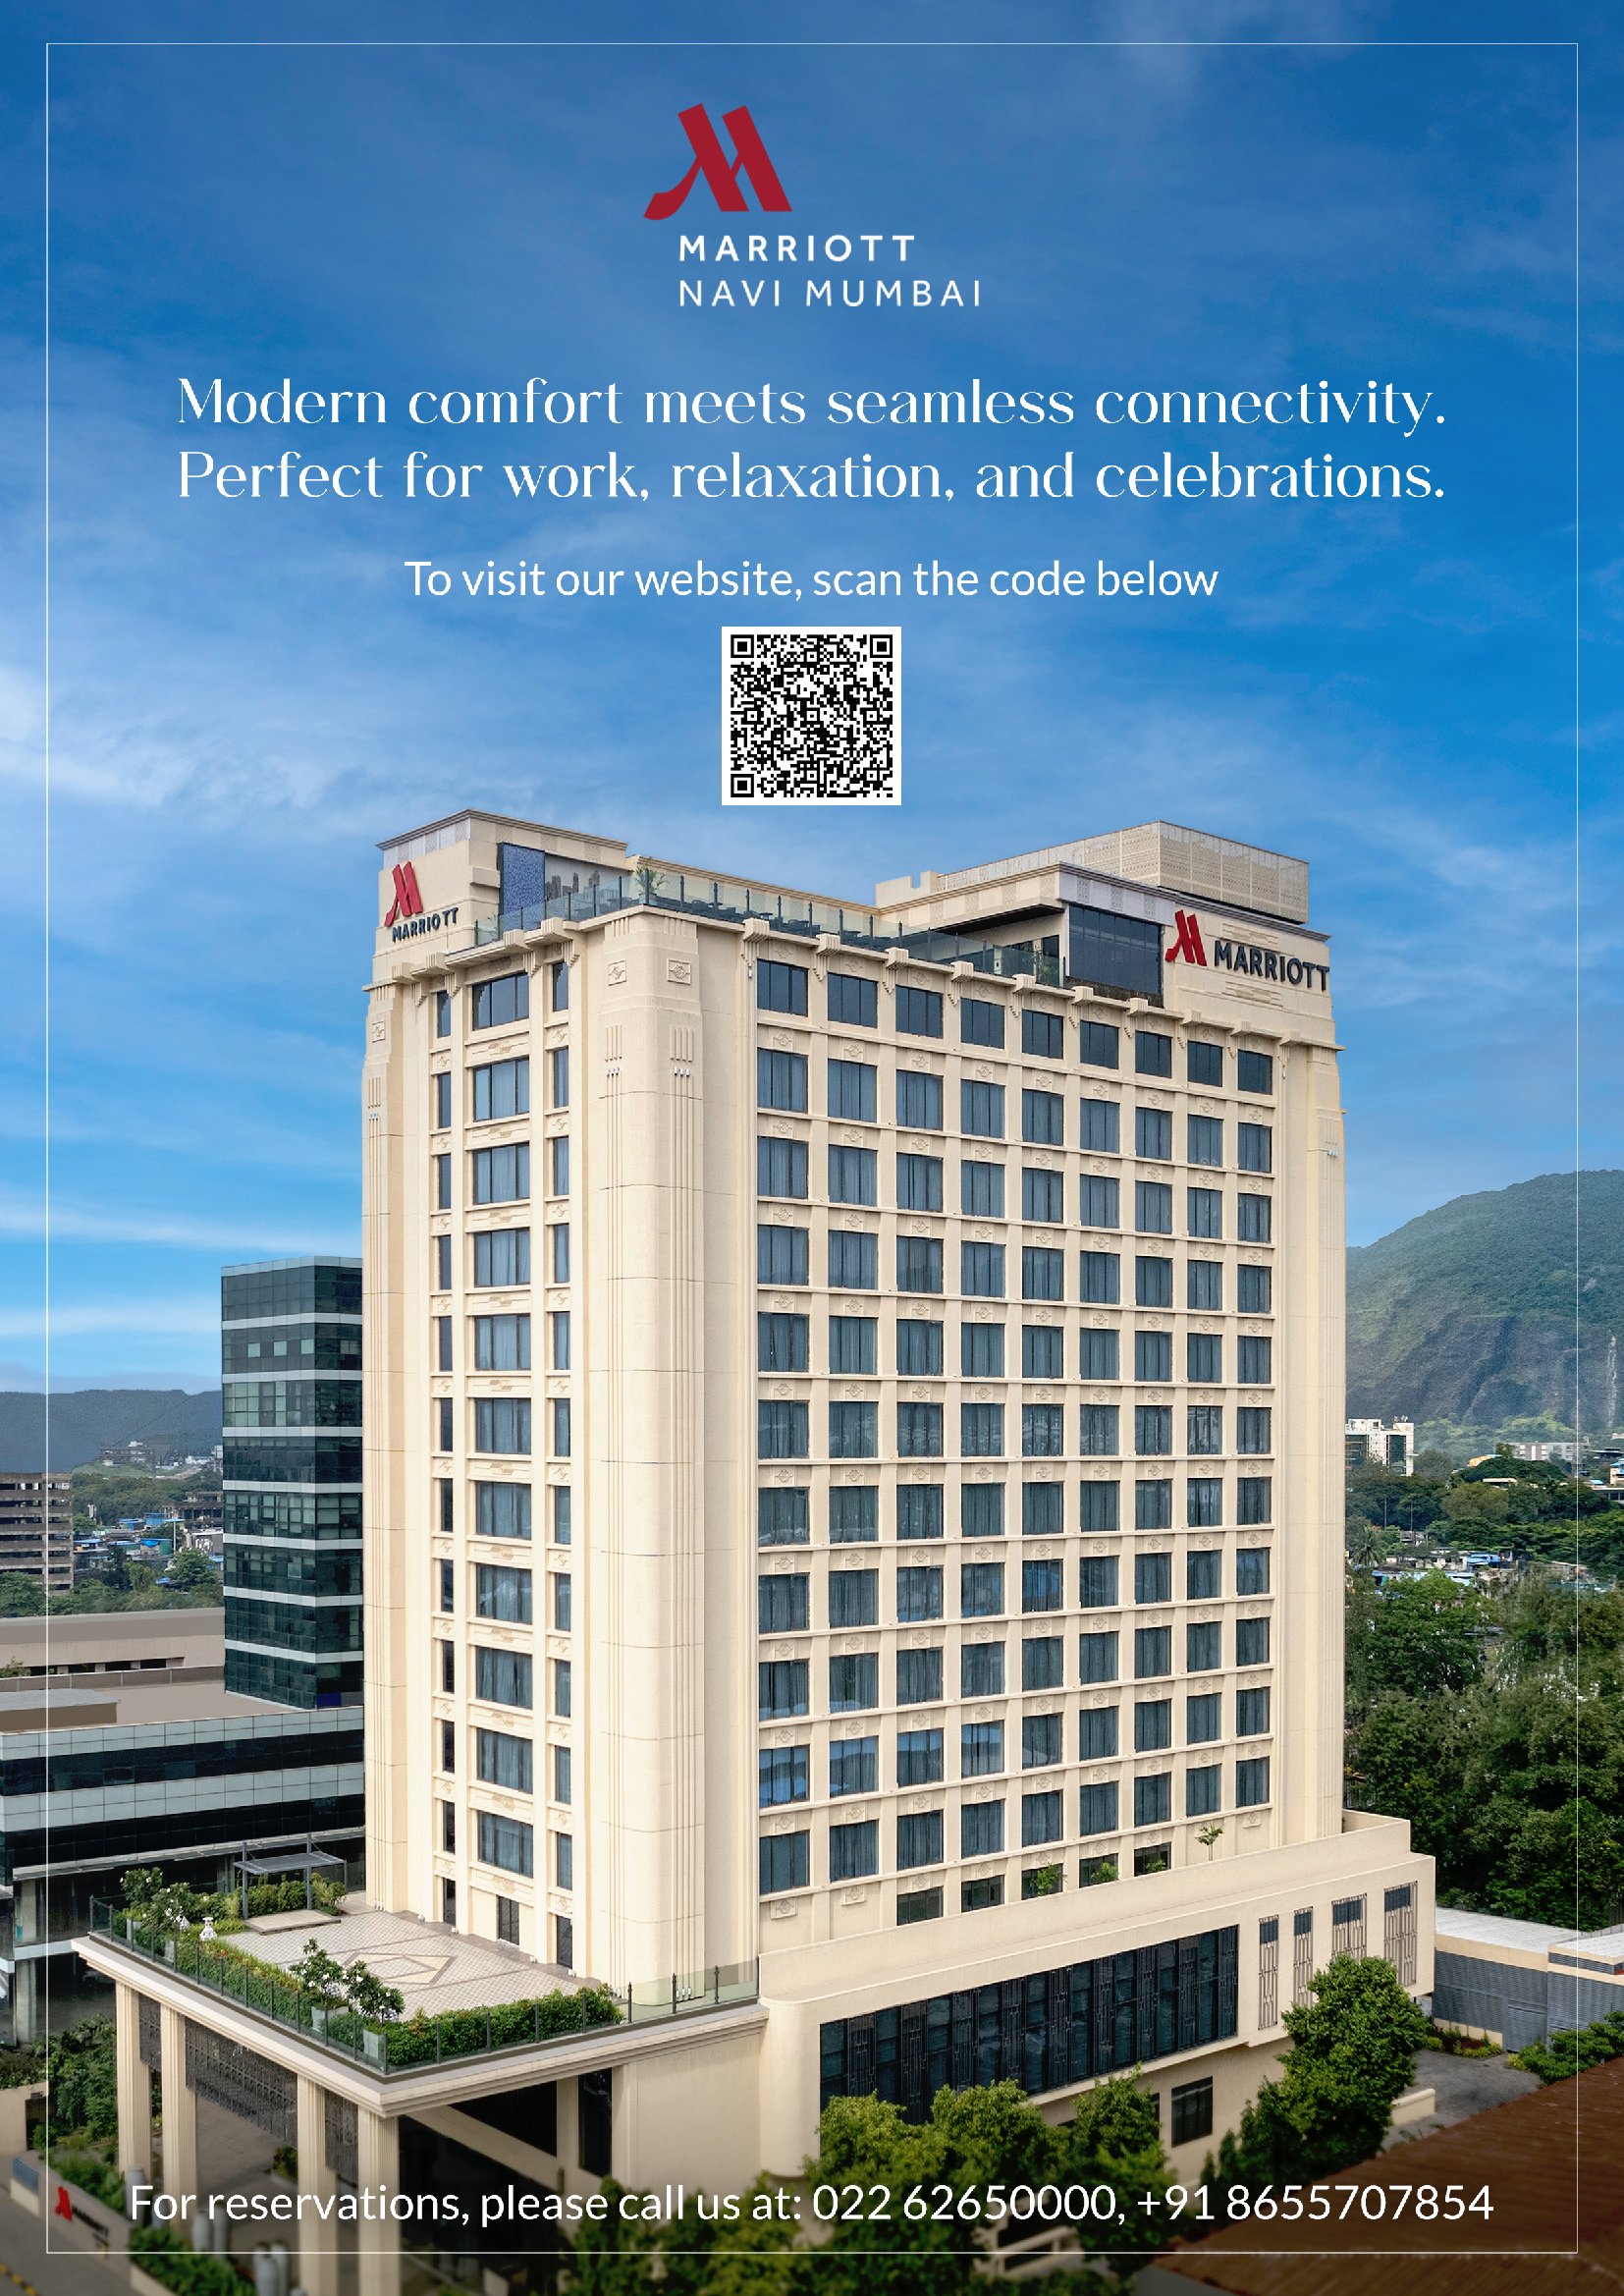 MARRIOTT
NAVI MUMBAI
Modern comfort meets seamless connectivity.
Perfect for work, relaxation, and celebrations.
To visit our website, scan the code below
MARRIOTT
MARRIOTT
For reservations, please call us at: 022 62650000, +91 8655707854